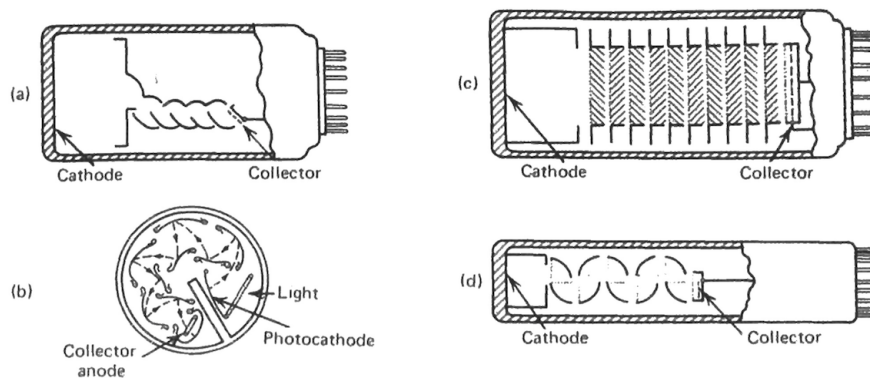 (a)
Cathode
Collector
(b)
Light
Photocathode
Collector
anode
(c)
Cathode
Collector
(d)
Cathode
Collector